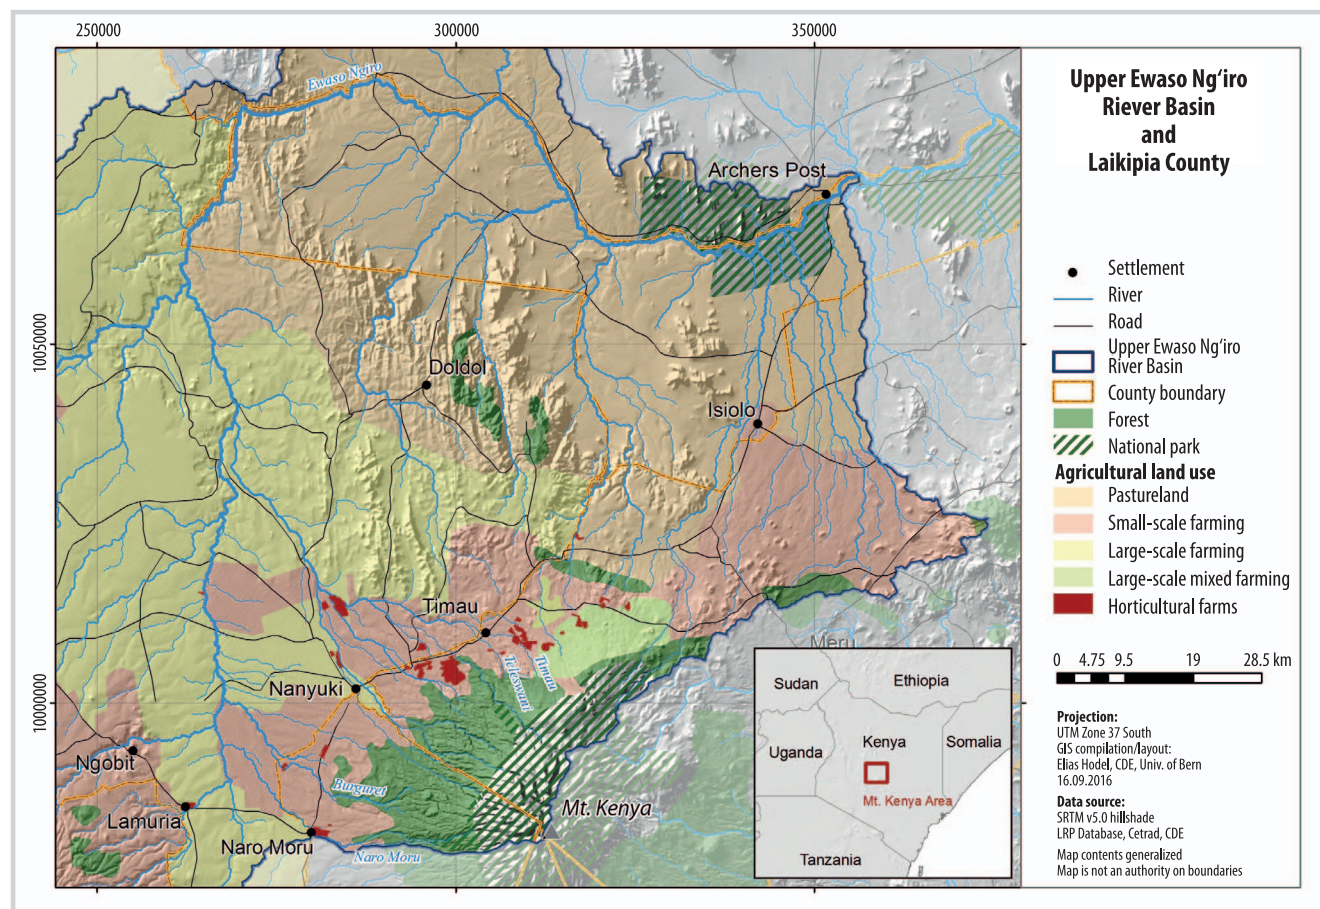 250000
300000
350000
10050000
10000000
Ewaso Ngiro
Archers Post
Doldol
Isiolo
Timau
Timau
Teleswani
Meru
Nanyuki
Ngobit
Burguret
Lamuria
Naro Moru
Naro Moru
Mt. Kenya
Sudan
Ethiopia
Uganda
Kenya
Somalia
Mt. Kenya Area
Tanzania
Upper Ewaso Ng‘iro
Riever Basin
and
Laikipia County
Settlement
River
Road
Upper Ewaso Ng‘iro
River Basin
County boundary
Forest
National park
Agricultural land use
Pastureland
Small-scale farming
Large-scale farming
Large-scale mixed farming
Horticultural farms
0 4.75 9.5 19 28.5 km
Projection:
UTM Zone 37 South
GIS compilation/layout:
Elias Hodel, CDE, Univ. of Bern
16.09.2016
Data source:
SRTM v5.0 hillshade
LRP Database, Cetrad, CDE
Map contents generalized
Map is not an authority on boundaries